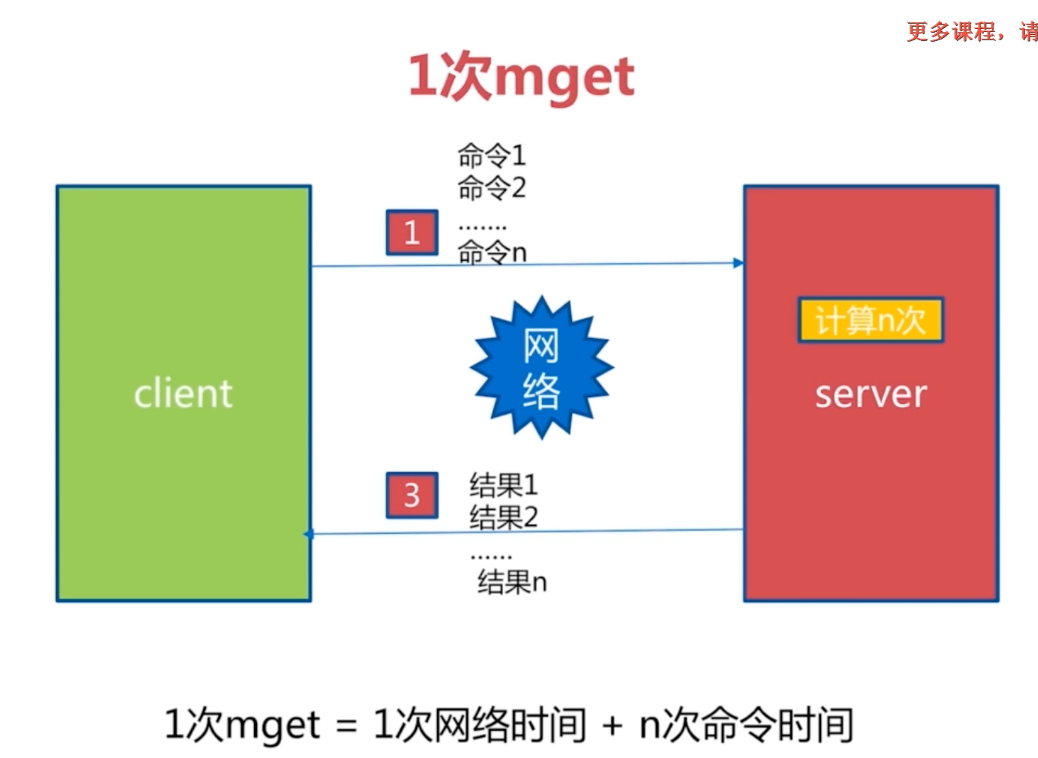 更多课程，请
1次mget
命令1
命令2
.......
命令n
1
计算n次
网
络
client
server
3
结果1
结果2
......
结果n
1次mget = 1次网络时间 + n次命令时间